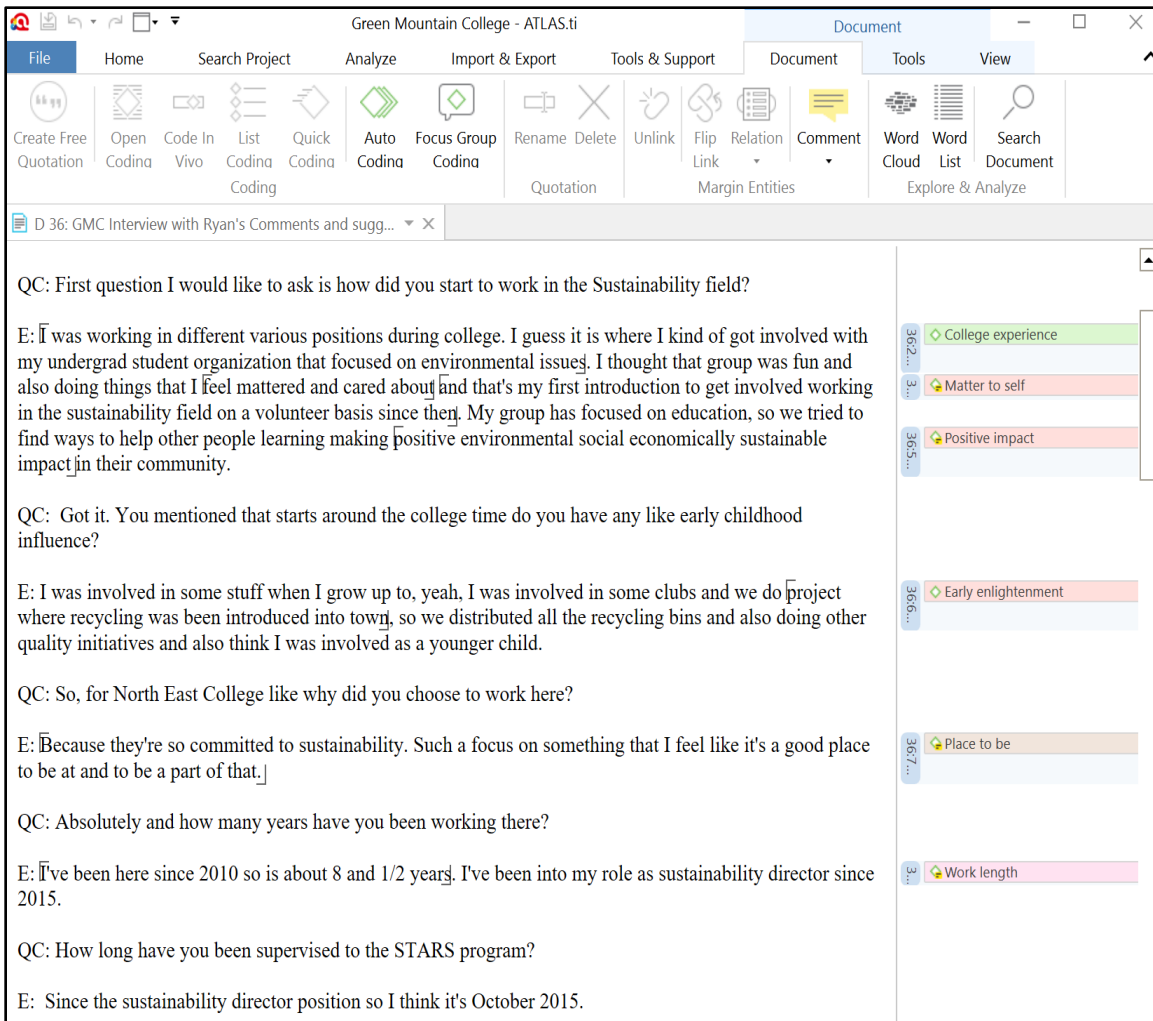 Green Mountain College - ATLAS.ti
Document
File Home Search Project Analyze Import & Export Tools & Support Document Tools View
Create Free Quotation
Open Coding
Code In Vivo
List Coding
Quick Coding
Auto Coding
Focus Group Coding
Rename Delete
Unlink
Flip Link
Relation
Comment
Word Cloud
Word List
Search Document
Coding Quotation Margin Entities Explore & Analyze
D 36: GMC Interview with Ryan's Comments and sugg...
QC: First question I would like to ask is how did you start to work in the Sustainability field?
E: I was working in different various positions during college. I guess it is where I kind of got involved with
my undergrad student organization that focused on environmental issues. I thought that group was fun and
also doing things that I feel mattered and cared about and that's my first introduction to get involved working
in the sustainability field on a volunteer basis since then. My group has focused on education, so we tried to
find ways to help other people learning making positive environmental social economically sustainable
impact in their community.
36:2...
College experience
3...
Matter to self
36:5...
Positive impact
QC: Got it. You mentioned that starts around the college time do you have any like early childhood
influence?
E: I was involved in some stuff when I grow up to, yeah, I was involved in some clubs and we do project
where recycling was been introduced into town, so we distributed all the recycling bins and also doing other
quality initiatives and also think I was involved as a younger child.
36:6...
Early enlightenment
QC: So, for North East College like why did you choose to work here?
E: Because they're so committed to sustainability. Such a focus on something that I feel like it's a good place
to be at and to be a part of that.
36:7...
Place to be
QC: Absolutely and how many years have you been working there?
E: I've been here since 2010 so is about 8 and 1/2 years. I've been into my role as sustainability director since
2015.
3...
Work length
QC: How long have you been supervised to the STARS program?
E: Since the sustainability director position so I think it's October 2015.